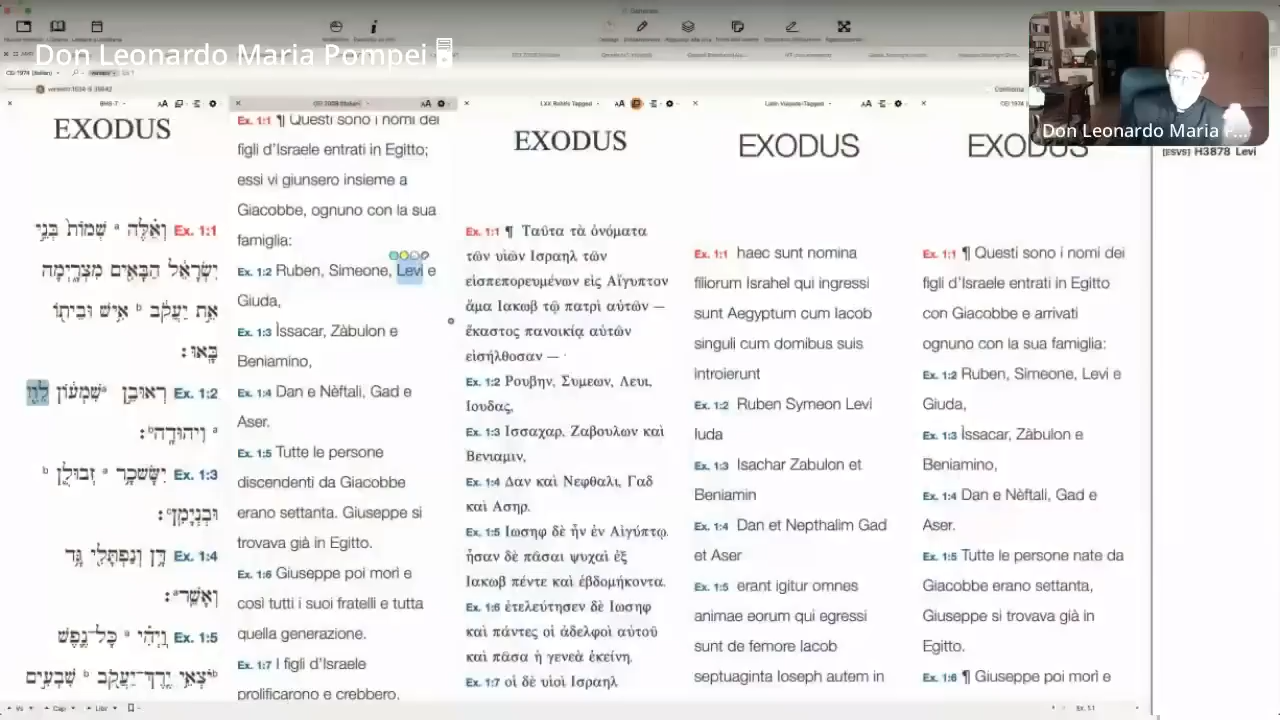 Don Leonardo Maria Pompei
Don Leonardo Maria
[ESVS] H3878 Levi
EXODUS
Ex. 1:1 וְאֵ֗לֶּה a שְׁמוֹת֙ בְּנֵ֣י
יִשְׂרָאֵ֔ל הַבָּאִ֖ים מִצְרָ֑יְמָה
אֵ֣ת יַעֲקֹ֔ב b אִ֥ישׁ וּבֵית֖וֹ
בָּֽאוּ׃
Ex. 1:2 רְאוּבֵ֣ן a שִׁמְע֔וֹן לֵוִ֖י
a וִיהוּדָֽה b׃
Ex. 1:3 יִשָּׂשכָ֥ר a זְבוּלֻ֖ן b
וּבִנְיָמִֽן c׃
Ex. 1:4 דָּ֥ן וְנַפְתָּלִ֖י גָּ֥ד
וְאָשֵֽׁר a׃
Ex. 1:5 וַֽיְהִ֗י a כָּל־נֶ֛פֶשׁ
יֹצְאֵ֥י יֶֽרֶךְ־יַעֲקֹ֖ב b שִׁבְעִ֣ים
CEI 2008 (Italian)
Ex. 1:1 ¶ Questi sono i nomi dei
figli d'Israele entrati in Egitto;
essi vi giunsero insieme a
Giacobbe, ognuno con la sua
famiglia:
Ex. 1:2 Ruben, Simeone, Levi e
Giuda,
Ex. 1:3 Ìssacar, Zàbulon e
Beniamino,
Ex. 1:4 Dan e Nèftali, Gad e
Aser.
Ex. 1:5 Tutte le persone
discendenti da Giacobbe
erano settanta. Giuseppe si
trovava già in Egitto.
Ex. 1:6 Giuseppe poi morì e
così tutti i suoi fratelli e tutta
quella generazione.
Ex. 1:7 I figli d'Israele
prolificarono e crebbero,
EXODUS
Ex. 1:1 ¶ Ταῦτα τὰ ὀνόματα
τῶν υἱῶν Ισραηλ τῶν
εἰσπεπορευμένων εἰς Αἴγυπτον
ἅμα Ιακωβ τῷ πατρὶ αὐτῶν —
ἕκαστος πανοικίᾳ αὐτῶν
εἰσήλθοσαν —
Ex. 1:2 Ρουβην, Συμεων, Λευι,
Ιουδας,
Ex. 1:3 Ισσαχαρ, Ζαβουλων καὶ
Βενιαμιν,
Ex. 1:4 Δαν καὶ Νεφθαλι, Γαδ
καὶ Ασηρ.
Ex. 1:5 Ιωσηφ δὲ ἦν ἐν Αἰγύπτῳ.
ἦσαν δὲ πᾶσαι ψυχαὶ ἐξ
Ιακωβ πέντε καὶ ἑβδομήκοντα.
Ex. 1:6 ἐτελεύτησεν δὲ Ιωσηφ
καὶ πάντες οἱ ἀδελφοὶ αὐτοῦ
καὶ πᾶσα ἡ γενεὰ ἐκείνη.
Ex. 1:7 οἱ δὲ υἱοὶ Ισραηλ
EXODUS
Ex. 1:1 haec sunt nomina
filiorum Israhel qui ingressi
sunt Aegyptum cum Iacob
singuli cum domibus suis
introierunt
Ex. 1:2 Ruben Symeon Levi
Iuda
Ex. 1:3 Isachar Zabulon et
Beniamin
Ex. 1:4 Dan et Nepthalim Gad
et Aser
Ex. 1:5 erant igitur omnes
animae eorum qui egressi
sunt de femore Iacob
septuaginta Ioseph autem in
EXODUS
Ex. 1:1 ¶ Questi sono i nomi dei
figli d'Israele entrati in Egitto
con Giacobbe e arrivati
ognuno con la sua famiglia:
Ex. 1:2 Ruben, Simeone, Levi e
Giuda,
Ex. 1:3 Ìssacar, Zàbulon e
Beniamino,
Ex. 1:4 Dan e Nèftali, Gad e
Aser.
Ex. 1:5 Tutte le persone nate da
Giacobbe erano settanta,
Giuseppe si trovava già in
Egitto.
Ex. 1:6 ¶ Giuseppe poi morì e
Ex. 1:1